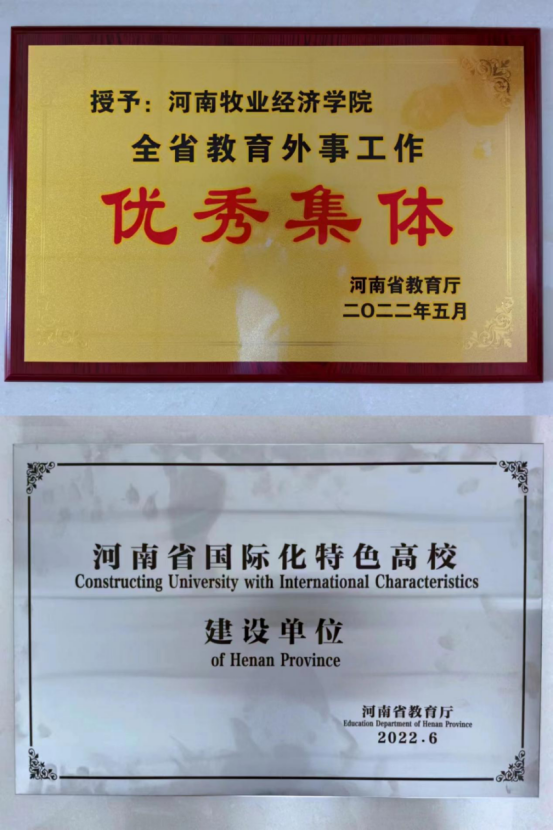 授予：河南牧业经济学院
全省教育外事工作
优秀集体
河南省教育厅
二〇二二年五月
河南省国际化特色高校
Constructing University with International Characteristics
建设单位
of Henan Province
河南省教育厅
Education Department of Henan Province
2022.6